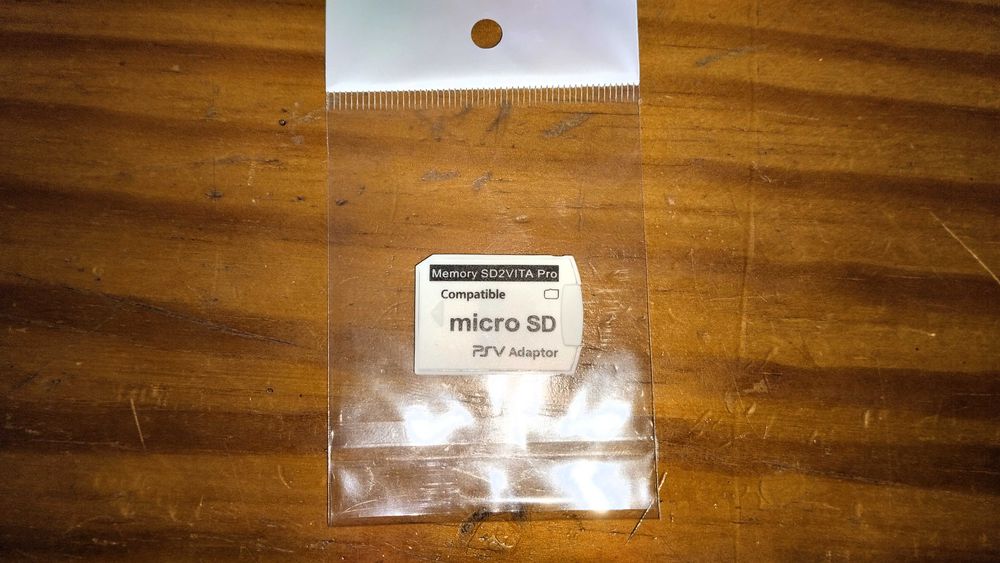 Memory SD2VITA Pro
Compatible
micro SD
PSV Adaptor